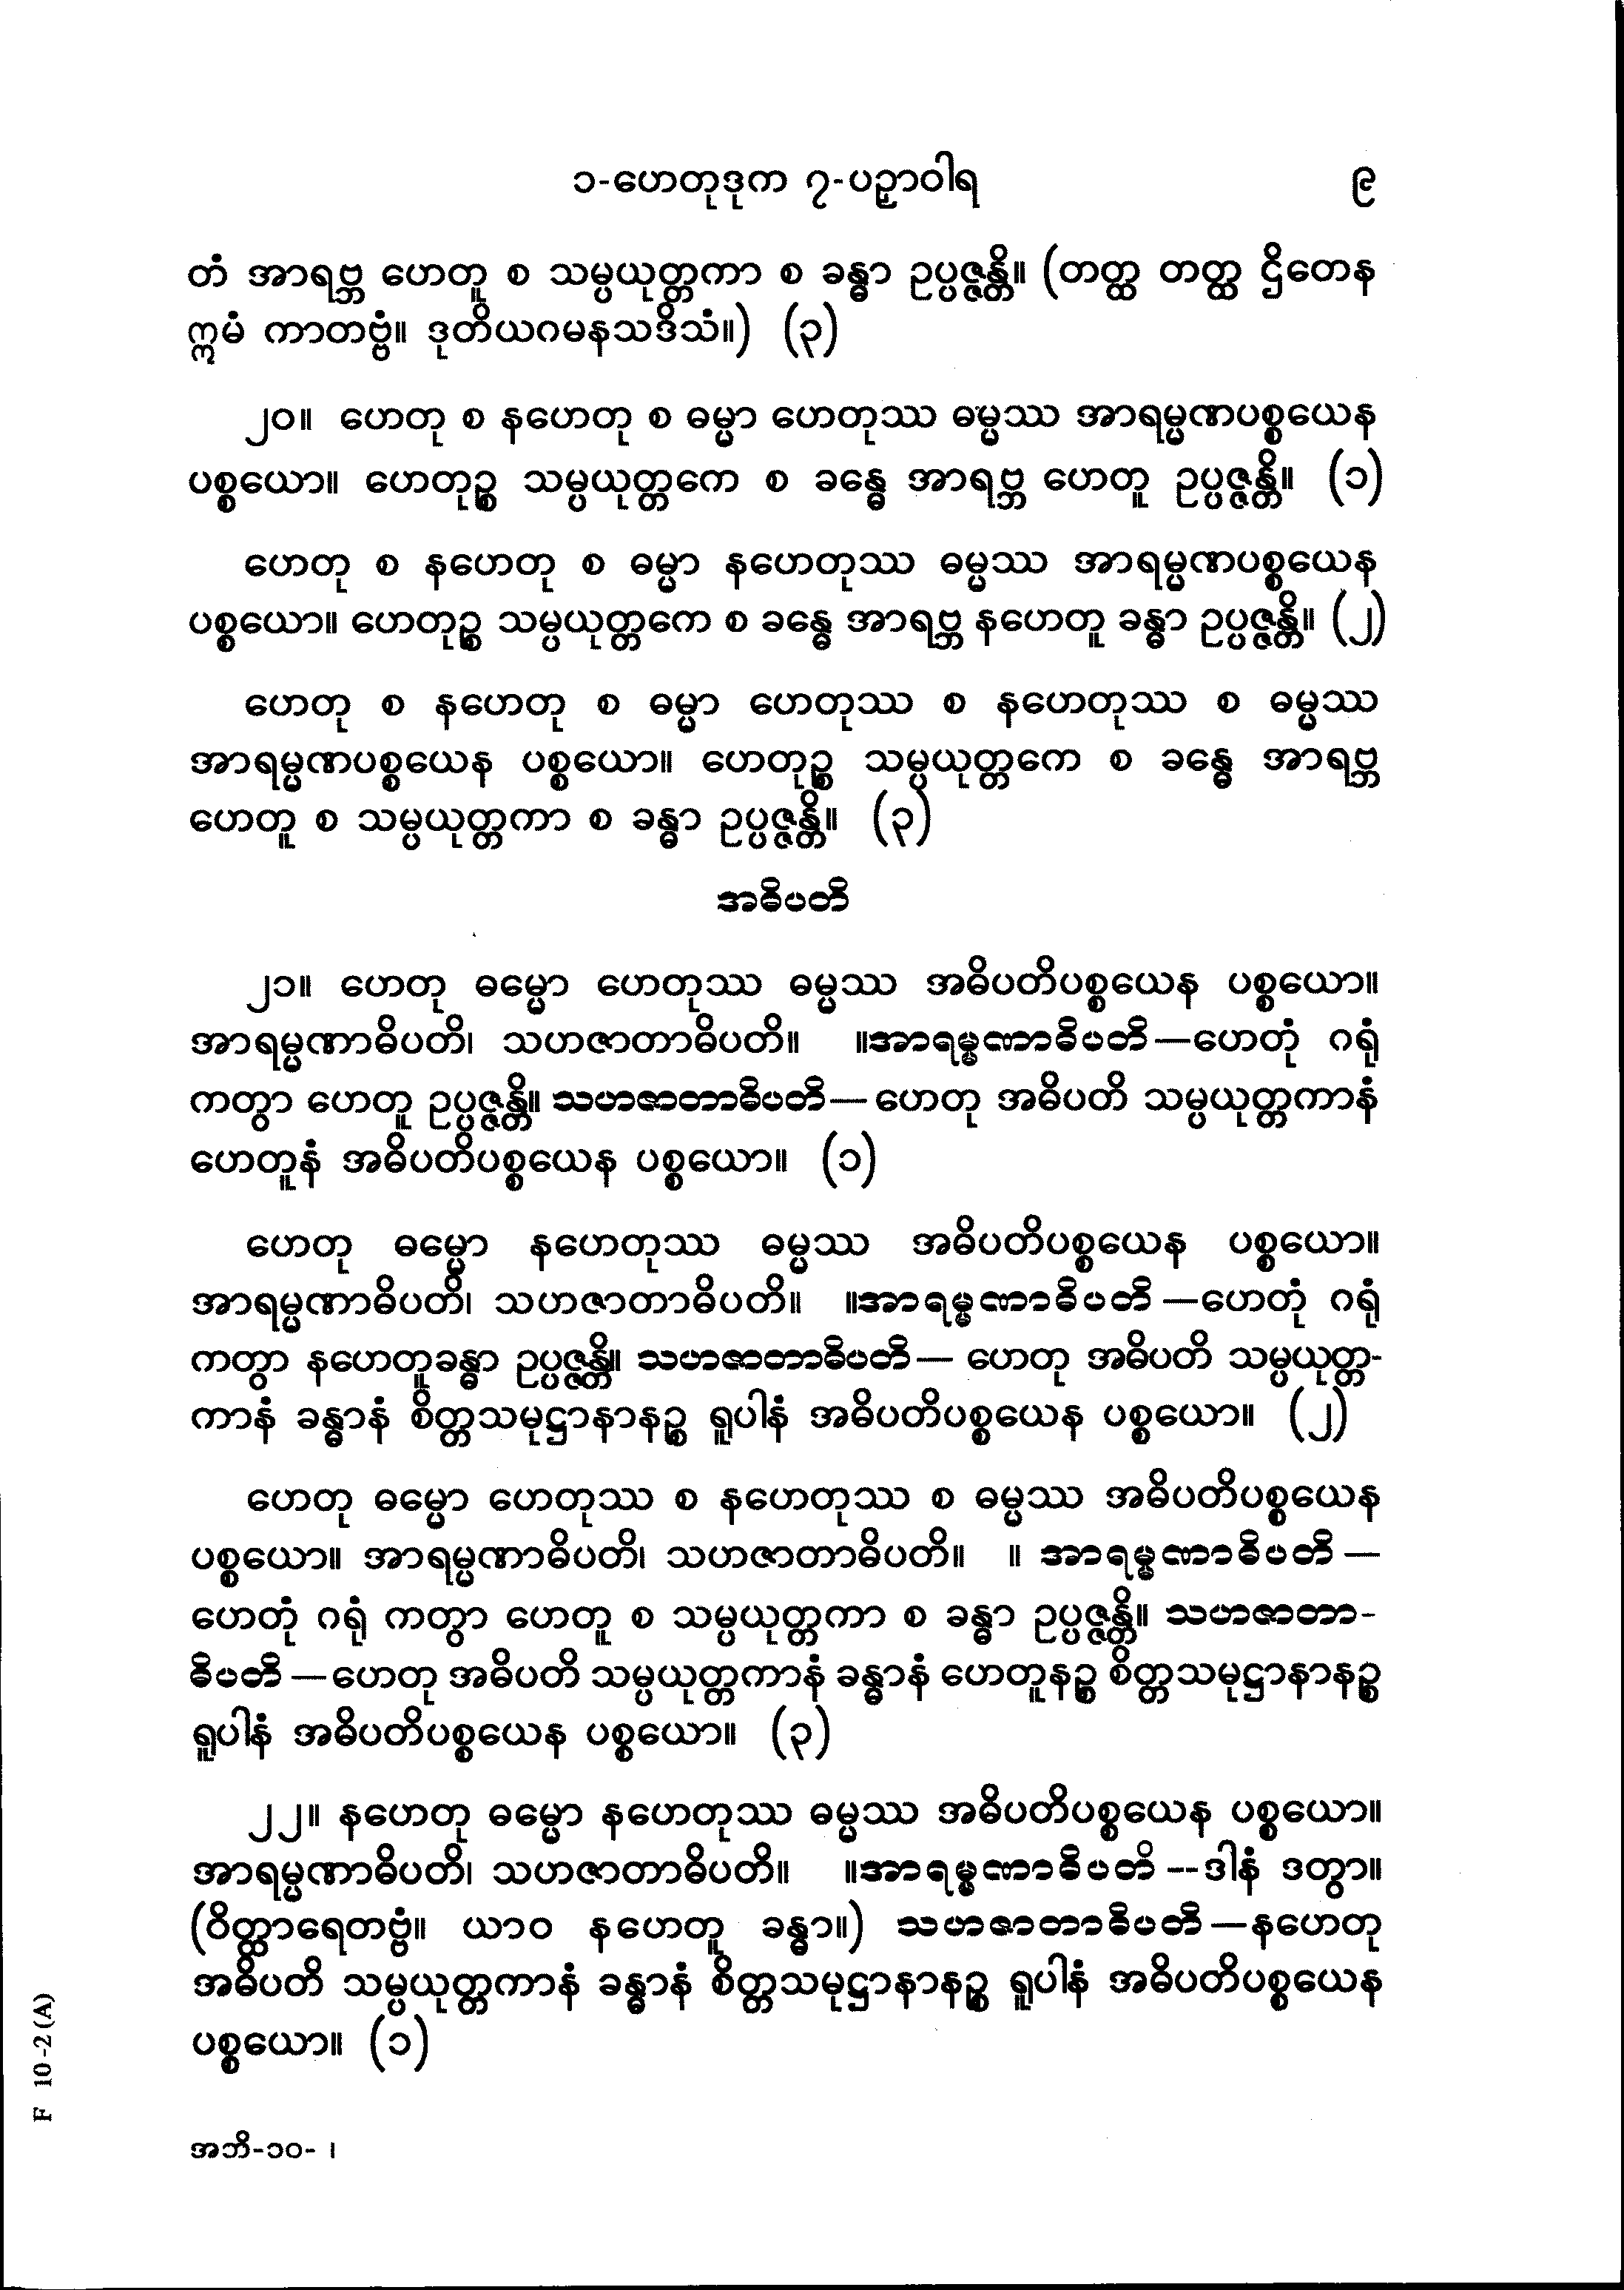 ၁-ဟေတုဒုက ၇-ပဉှာဝါရ ၉
တံ အာရဗ္ဘ ဟေတူ စ သမ္ပယုတ္တကာ စ ခန္ဓာ ဥပ္ပဇ္ဇန္တိ။ (တတ္ထ တတ္ထ ဌိတေန
ဣမံ ကာတဗ္ဗံ။ ဒုတိယဂမနသဒိသံ။) (၃)
၂၀။ ဟေတု စ နဟေတု စ ဓမ္မာ ဟေတုဿ ဓမ္မဿ အာရမ္မဏပစ္စယေန
ပစ္စယော။ ဟေတုဉ္စ သမ္ပယုတ္တကေ စ ခန္ဓေ အာရဗ္ဘ ဟေတူ ဥပ္ပဇ္ဇန္တိ။ (၁)
ဟေတု စ နဟေတု စ ဓမ္မာ နဟေတုဿ ဓမ္မဿ အာရမ္မဏပစ္စယေန
ပစ္စယော။ ဟေတုဉ္စ သမ္ပယုတ္တကေ စ ခန္ဓေ အာရဗ္ဘ နဟေတူ ခန္ဓာ ဥပ္ပဇ္ဇန္တိ။ (၂)
ဟေတု စ နဟေတု စ ဓမ္မာ ဟေတုဿ စ နဟေတုဿ စ ဓမ္မဿ
အာရမ္မဏပစ္စယေန ပစ္စယော။ ဟေတုဉ္စ သမ္ပယုတ္တကေ စ ခန္ဓေ အာရဗ္ဘ
ဟေတူ စ သမ္ပယုတ္တကာ စ ခန္ဓာ ဥပ္ပဇ္ဇန္တိ။ (၃)
အဓိပတိ
၂၁။ ဟေတု ဓမ္မော ဟေတုဿ ဓမ္မဿ အဓိပတိပစ္စယေန ပစ္စယော။
အာရမ္မဏာဓိပတိ၊ သဟဇာတာဓိပတိ။ ။အာရမ္မဏာဓိပတိ—ဟေတုံ ဂရုံ
ကတွာ ဟေတူ ဥပ္ပဇ္ဇန္တိ။ သဟဇာတာဓိပတိ—ဟေတု အဓိပတိ သမ္ပယုတ္တကာနံ
ဟေတူနံ အဓိပတိပစ္စယေန ပစ္စယော။ (၁)
ဟေတု ဓမ္မော နဟေတုဿ ဓမ္မဿ အဓိပတိပစ္စယေန ပစ္စယော။
အာရမ္မဏာဓိပတိ၊ သဟဇာတာဓိပတိ။ ။အာရမ္မဏာဓိပတိ—ဟေတုံ ဂရုံ
ကတွာ နဟေတူခန္ဓာ ဥပ္ပဇ္ဇန္တိ။ သဟဇာတာဓိပတိ— ဟေတု အဓိပတိ သမ္ပယုတ္တ-
ကာနံ ခန္ဓာနံ စိတ္တသမုဋ္ဌာနာနဉ္စ ရူပါနံ အဓိပတိပစ္စယေန ပစ္စယော။ (၂)
ဟေတု ဓမ္မော ဟေတုဿ စ နဟေတုဿ စ ဓမ္မဿ အဓိပတိပစ္စယေန
ပစ္စယော။ အာရမ္မဏာဓိပတိ၊ သဟဇာတာဓိပတိ။ ။ အာရမ္မဏာဓိပတိ—
ဟေတုံ ဂရုံ ကတွာ ဟေတူ စ သမ္ပယုတ္တကာ စ ခန္ဓာ ဥပ္ပဇ္ဇန္တိ။ သဟဇာတာ-
ဓိပတိ—ဟေတု အဓိပတိ သမ္ပယုတ္တကာနံ ခန္ဓာနံ ဟေတူနဉ္စ စိတ္တသမုဋ္ဌာနာနဉ္စ
ရူပါနံ အဓိပတိပစ္စယေန ပစ္စယော။ (၃)
၂၂။ နဟေတု ဓမ္မော နဟေတုဿ ဓမ္မဿ အဓိပတိပစ္စယေန ပစ္စယော။
အာရမ္မဏာဓိပတိ၊ သဟဇာတာဓိပတိ။ ။အာရမ္မဏာဓိပတိ--ဒါနံ ဒတွာ။
(ဝိတ္ထာရေတဗ္ဗံ။ ယာဝ နဟေတူ ခန္ဓာ။) သဟဇာတာဓိပတိ—နဟေတု
အဓိပတိ သမ္ပယုတ္တကာနံ ခန္ဓာနံ စိတ္တသမုဋ္ဌာနာနဉ္စ ရူပါနံ အဓိပတိပစ္စယေန
ပစ္စယော။ (၁)
အဘိ-၁၀- ၊
F 10-2(A)